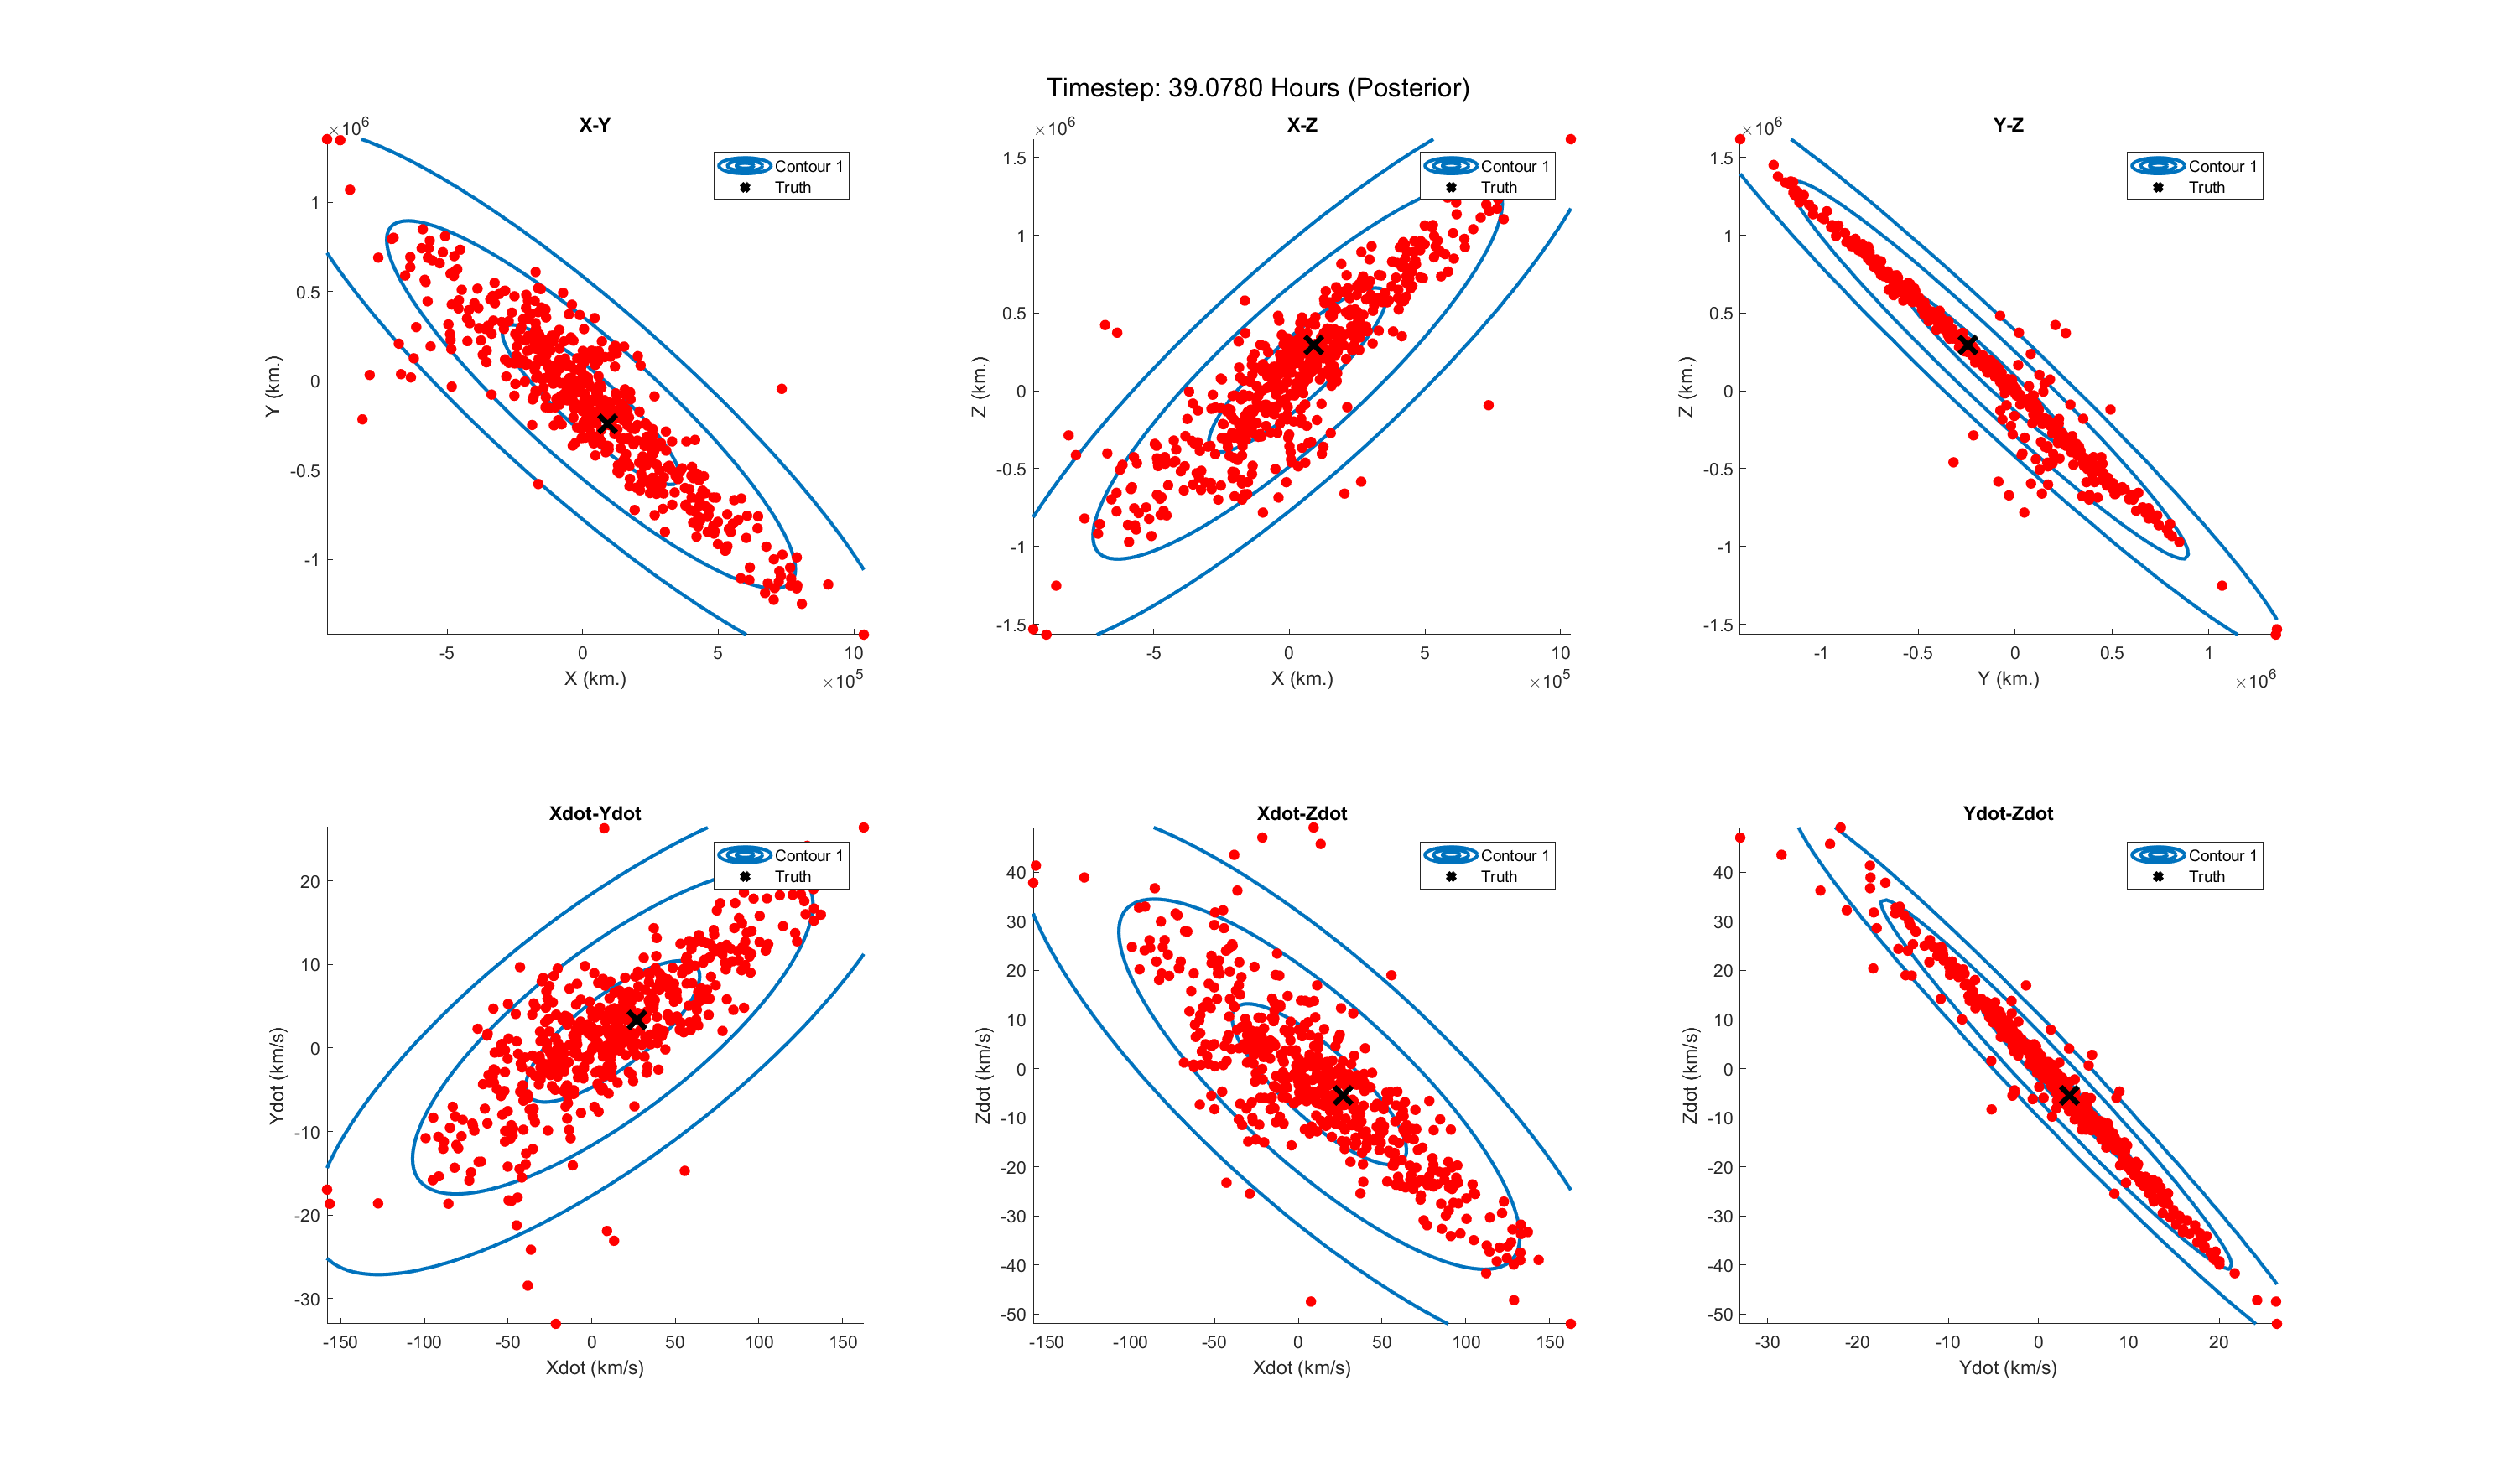 Timestep: 39.0780 Hours (Posterior)
X-Y
×10^6
Contour 1
Truth
1
0.5
0
-0.5
-1
Y (km.)
-5 0 5 10
X (km.)
×10^5
X-Z
×10^6
Contour 1
Truth
1.5
1
0.5
0
-0.5
-1
-1.5
Z (km.)
-5 0 5 10
X (km.)
×10^5
Y-Z
×10^6
Contour 1
Truth
1.5
1
0.5
0
-0.5
-1
-1.5
Z (km.)
-1 -0.5 0 0.5 1
Y (km.)
×10^6
Xdot-Ydot
Contour 1
Truth
20
10
0
-10
-20
-30
Ydot (km/s)
-150 -100 -50 0 50 100 150
Xdot (km/s)
Xdot-Zdot
Contour 1
Truth
40
30
20
10
0
-10
-20
-30
-40
-50
Zdot (km/s)
-150 -100 -50 0 50 100 150
Xdot (km/s)
Ydot-Zdot
Contour 1
Truth
40
30
20
10
0
-10
-20
-30
-40
-50
Zdot (km/s)
-30 -20 -10 0 10 20
Ydot (km/s)